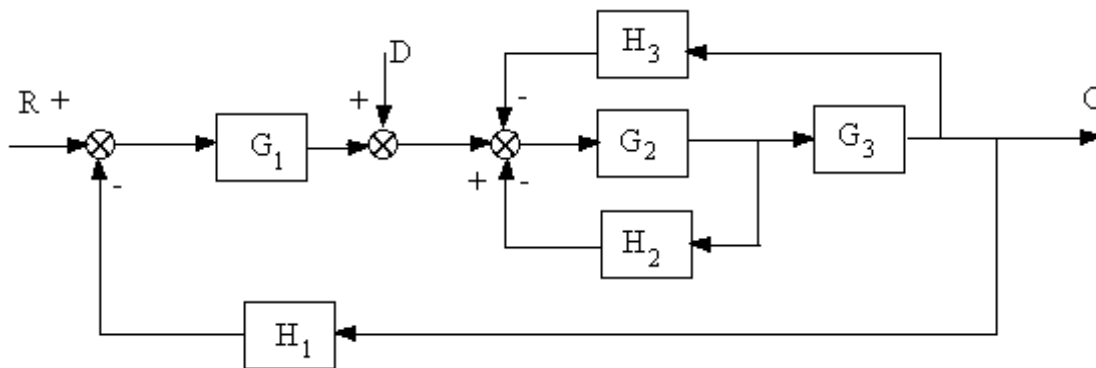 H₃
D
R + + - C
G₁ G₂ G₃
- + -
H₂
H₁